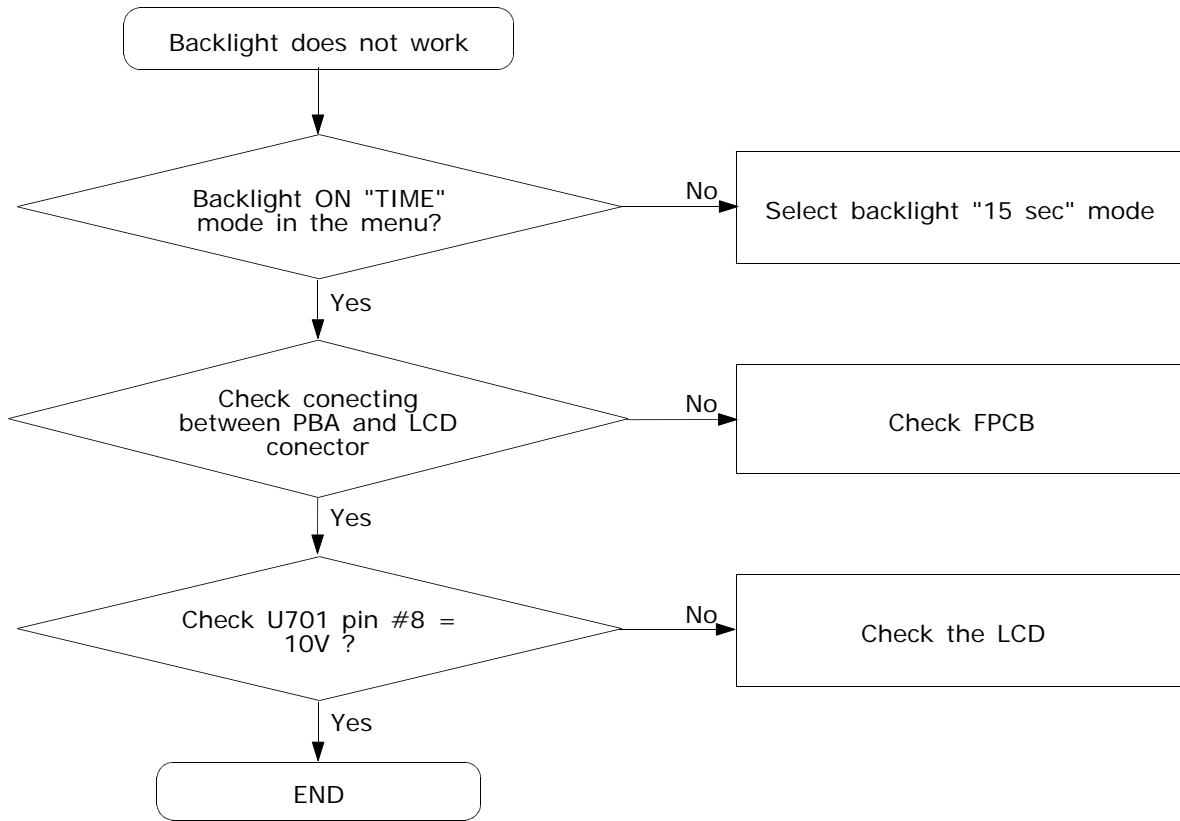 Backlight does not work
Backlight ON "TIME"
mode in the menu?
No
Select backlight "15 sec" mode
Yes
Check conecting
between PBA and LCD
conector
No
Check FPCB
Yes
Check U701 pin #8 =
10V ?
No
Check the LCD
Yes
END